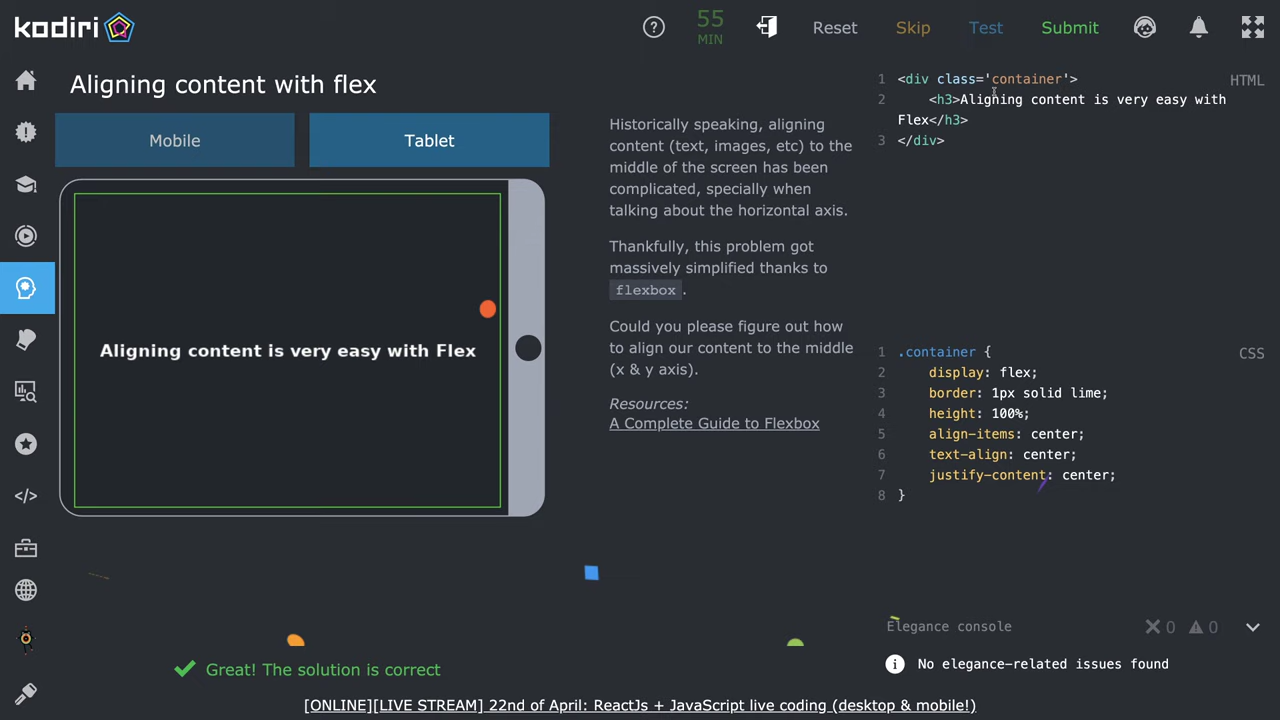 kodiri
55
MIN
Reset
Skip
Test
Submit
Aligning content with flex
Mobile
Tablet
Aligning content is very easy with Flex
Historically speaking, aligning
content (text, images, etc) to the
middle of the screen has been
complicated, specially when
talking about the horizontal axis.
Thankfully, this problem got
massively simplified thanks to
flexbox.
Could you please figure out how
to align our content to the middle
(x & y axis).
Resources:
A Complete Guide to Flexbox
HTML
1 <div class='container'>
2 <h3>Aligning content is very easy with
Flex</h3>
3 </div>
CSS
1 .container {
2 display: flex;
3 border: 1px solid lime;
4 height: 100%;
5 align-items: center;
6 text-align: center;
7 justify-content: center;
8 }
Elegance console
0 0
No elegance-related issues found
Great! The solution is correct
[ONLINE][LIVE STREAM] 22nd of April: ReactJs + JavaScript live coding (desktop & mobile!)